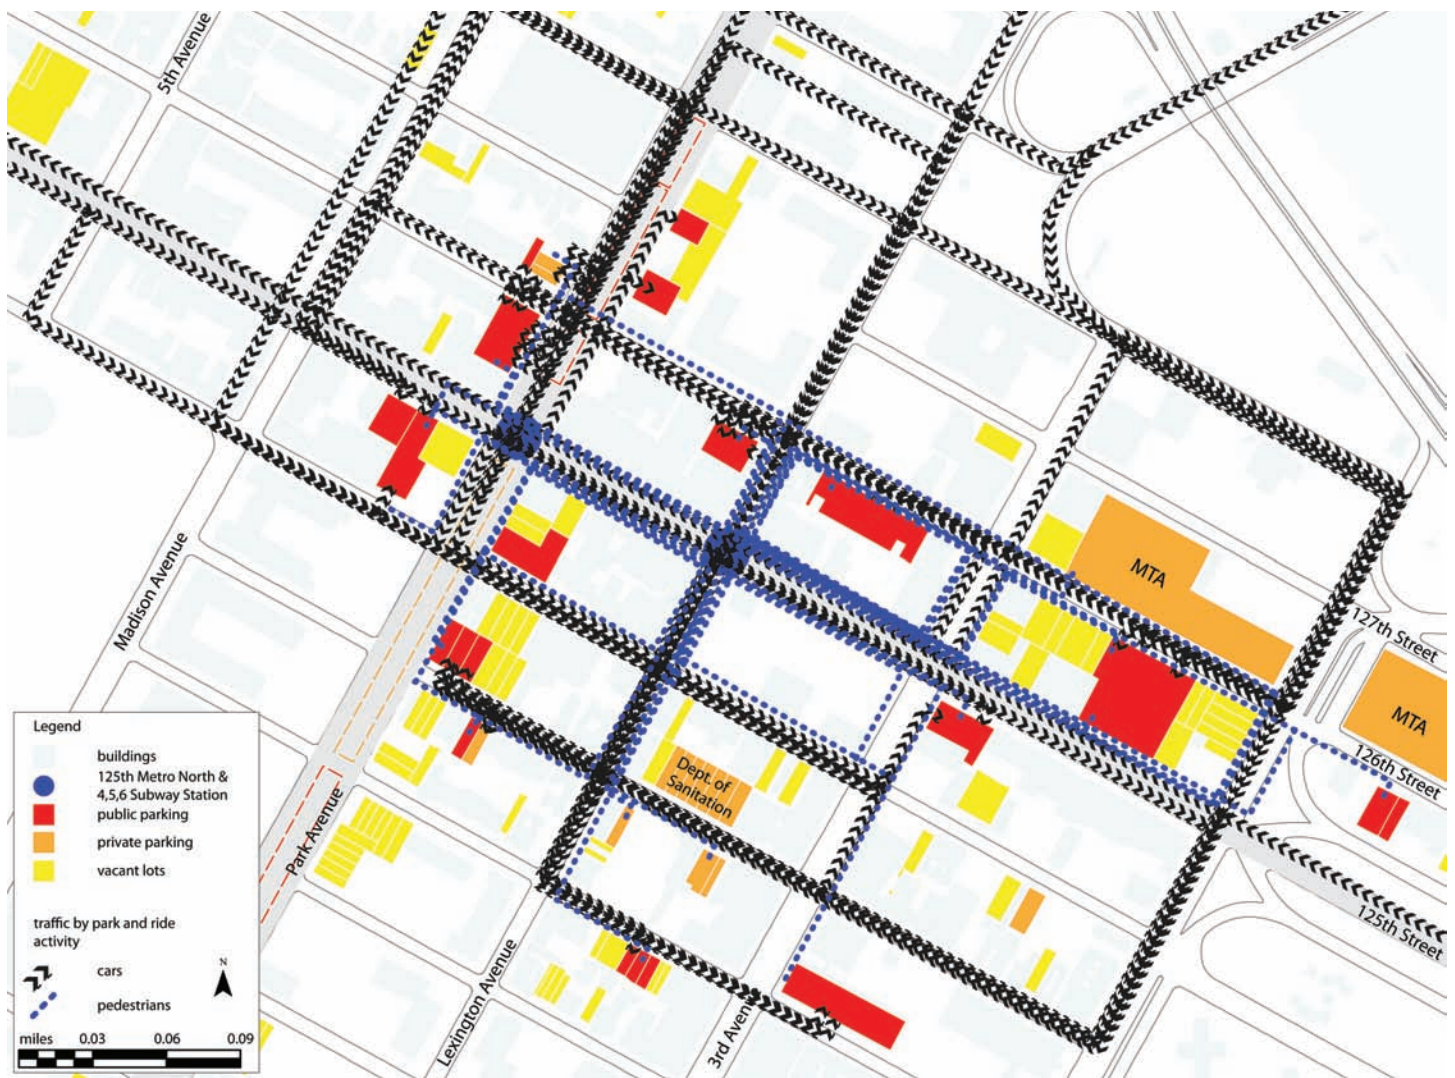 5th Avenue
Madison Avenue
MTA
127th Street
MTA
126th Street
125th Street
Dept. of
Sanitation
Park Avenue
Lexington Avenue
3rd Avenu
Legend
buildings
125th Metro North &
4,5,6 Subway Station
public parking
private parking
vacant lots
traffic by park and ride
activity
N
cars
pedestrians
miles 0.03 0.06 0.09